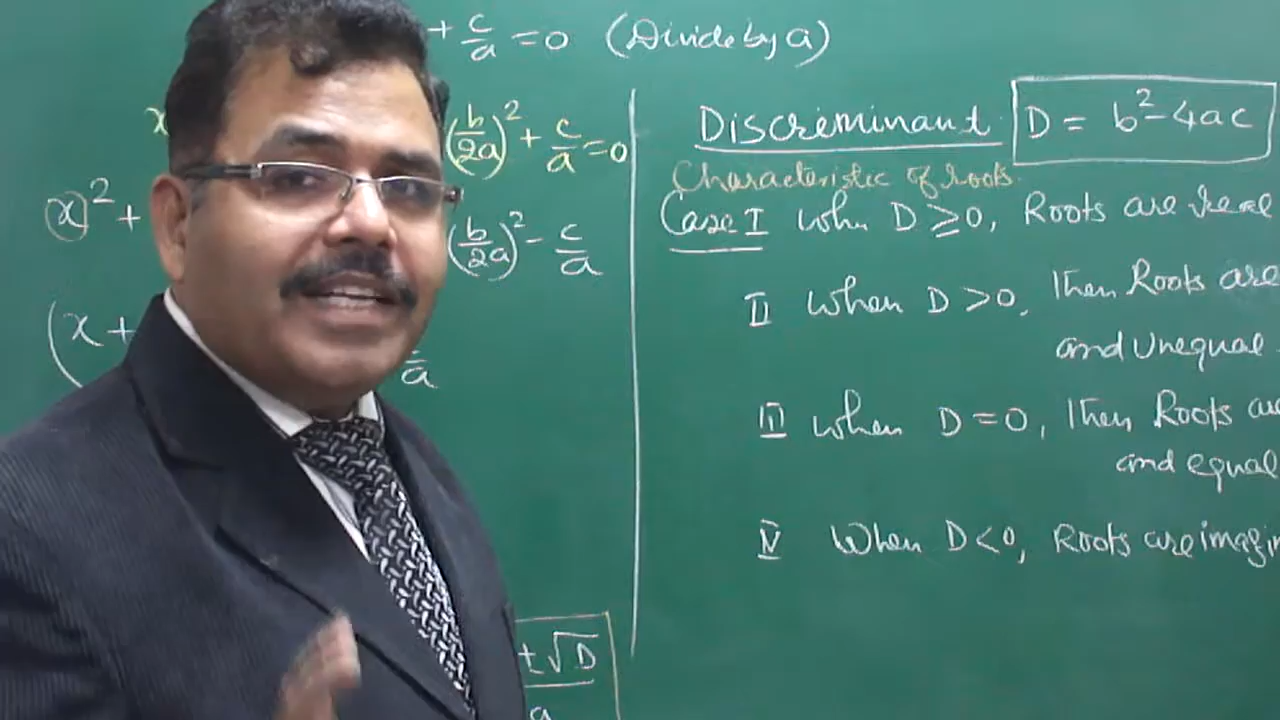 + c/a = 0 (Divide by a)
x
(b/2a)² + c/a = 0
(x)² +
(b/2a)² - c/a
(x +
a
± √D
a
Discreminant D = b² - 4ac
Characteristic of roots.
Case I When D ≥ 0, Roots are real
II When D > 0, then Roots are
and unequal
III When D = 0, then Roots are
and equal
IV When D < 0, Roots are imagin